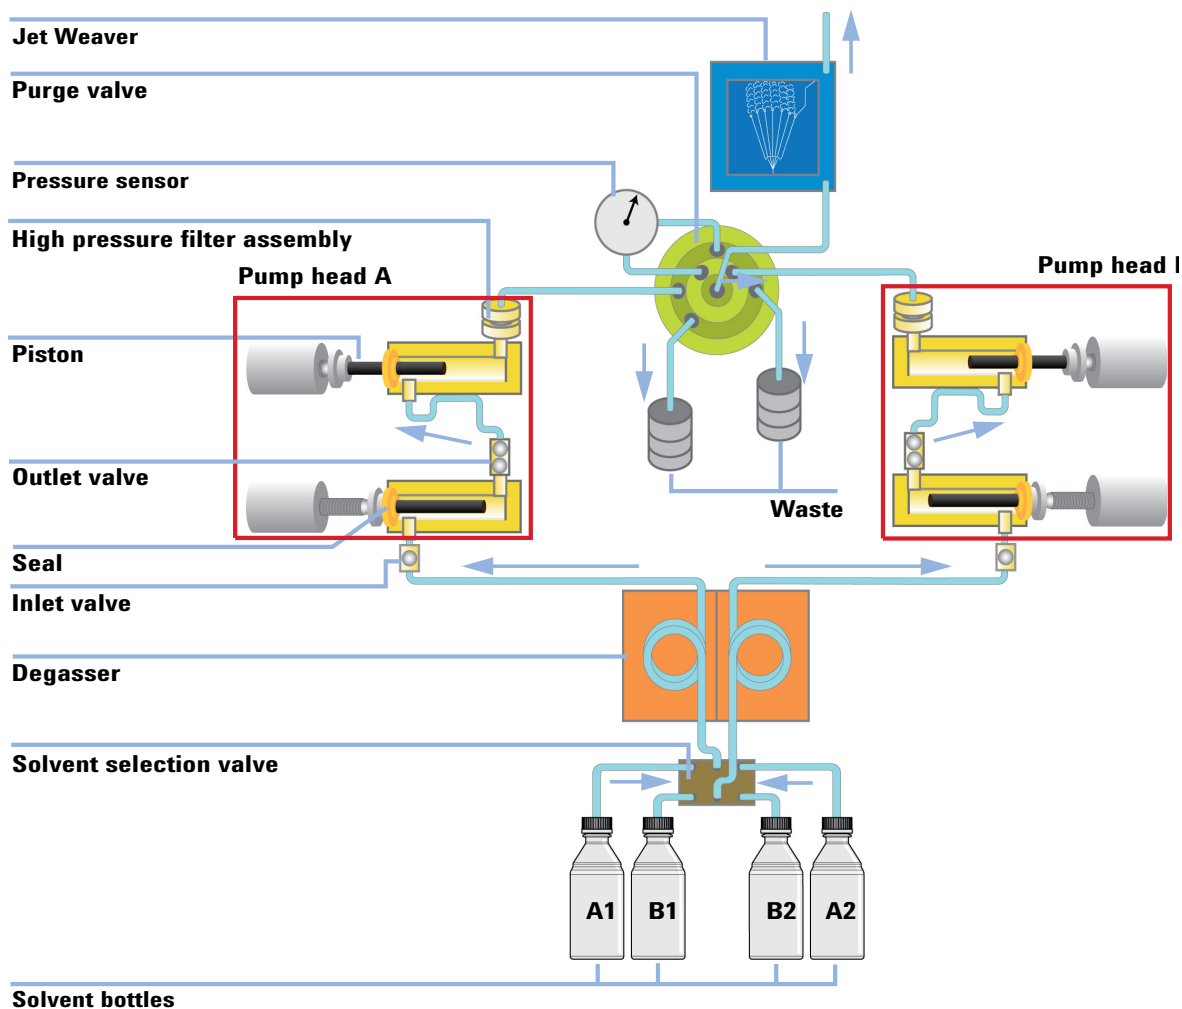 Jet Weaver
Purge valve
Pressure sensor
High pressure filter assembly
Pump head A
Pump head
Piston
Outlet valve
Waste
Seal
Inlet valve
Degasser
Solvent selection valve
A1
B1
B2
A2
Solvent bottles